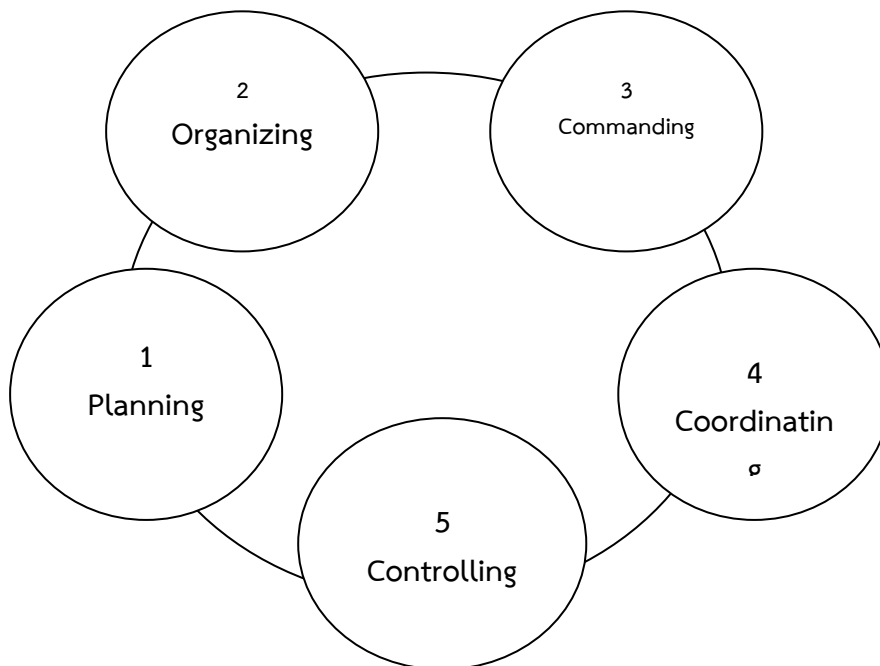 2
Organizing
3
Commanding
1
Planning
4
Coordinatin
g
5
Controlling